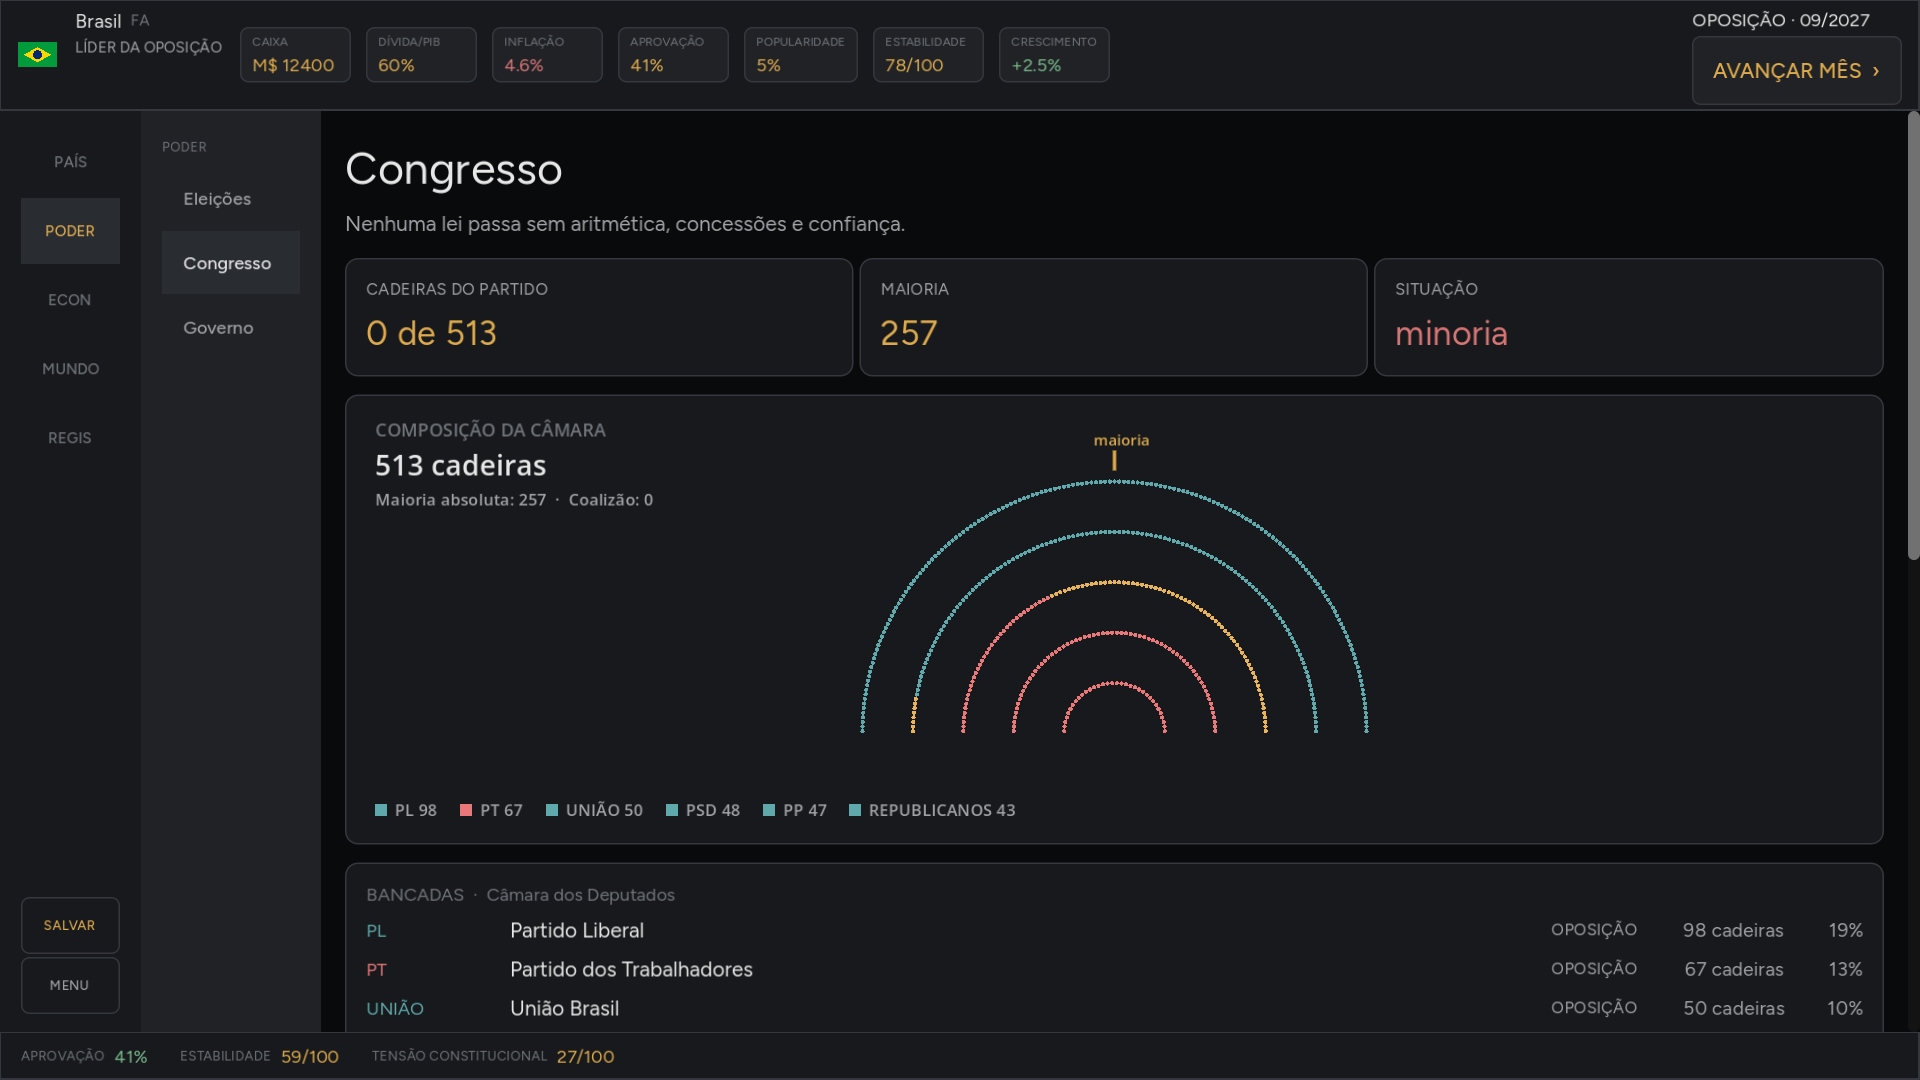 Brasil FA
LÍDER DA OPOSIÇÃO
CAIXA
M$ 12400
DÍVIDA/PIB
60%
INFLAÇÃO
4.6%
APROVAÇÃO
41%
POPULARIDADE
5%
ESTABILIDADE
78/100
CRESCIMENTO
+2.5%
OPOSIÇÃO · 09/2027
AVANÇAR MÊS ›
PAÍS
PODER
ECON
MUNDO
REGIS
SALVAR
MENU
PODER
Eleições
Congresso
Governo
Congresso
Nenhuma lei passa sem aritmética, concessões e confiança.
CADEIRAS DO PARTIDO
0 de 513
MAIORIA
257
SITUAÇÃO
minoria
COMPOSIÇÃO DA CÂMARA
513 cadeiras
Maioria absoluta: 257 · Coalizão: 0
maioria
PL 98 PT 67 UNIÃO 50 PSD 48 PP 47 REPUBLICANOS 43
BANCADAS · Câmara dos Deputados
PL Partido Liberal OPOSIÇÃO 98 cadeiras 19%
PT Partido dos Trabalhadores OPOSIÇÃO 67 cadeiras 13%
UNIÃO União Brasil OPOSIÇÃO 50 cadeiras 10%
APROVAÇÃO 41% ESTABILIDADE 59/100 TENSÃO CONSTITUCIONAL 27/100